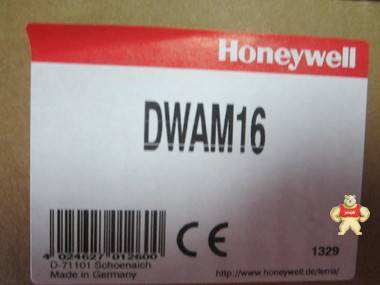 Honeywell
DWAM16
4 024627 012600
D-71101 Schoenaich
Made in Germany
CE
1329
http://www.honeywell.de/fema/